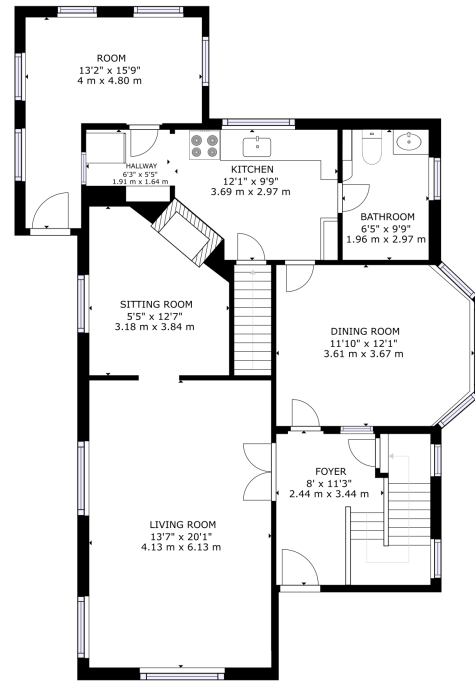 ROOM
13'2" x 15'9"
4 m x 4.80 m
HALLWAY
6'3" x 5'5"
1.91 m x 1.64 m
KITCHEN
12'1" x 9'9"
3.69 m x 2.97 m
BATHROOM
6'5" x 9'9"
1.96 m x 2.97 m
SITTING ROOM
5'5" x 12'7"
3.18 m x 3.84 m
DINING ROOM
11'10" x 12'1"
3.61 m x 3.67 m
FOYER
8' x 11'3"
2.44 m x 3.44 m
LIVING ROOM
13'7" x 20'1"
4.13 m x 6.13 m